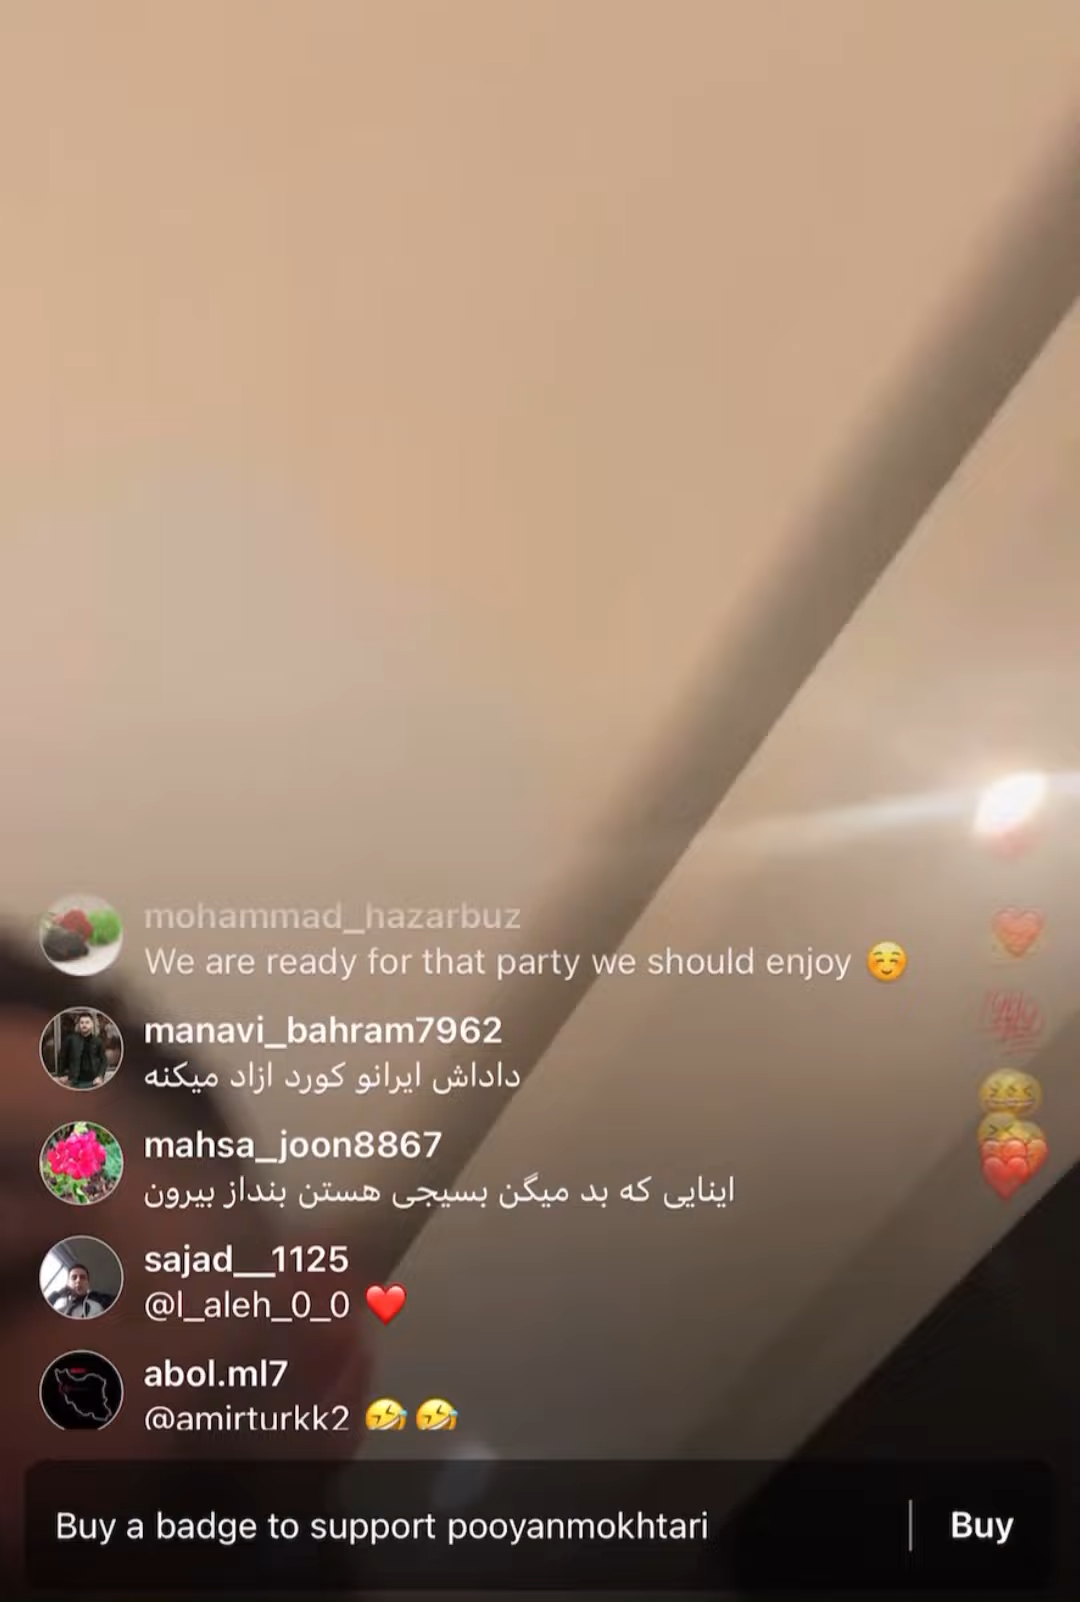 mohammad_hazarbuz
We are ready for that party we should enjoy ☺️
manavi_bahram7962
داداش ایرانو کورد ازاد میکنه
mahsa_joon8867
اینایی که بد میگن بسیجی هستن بنداز بیرون
sajad__1125
@l_aleh_0_0 ❤️
abol.ml7
@amirturkk2 🤣🤣
Buy a badge to support pooyanmokhtari | Buy